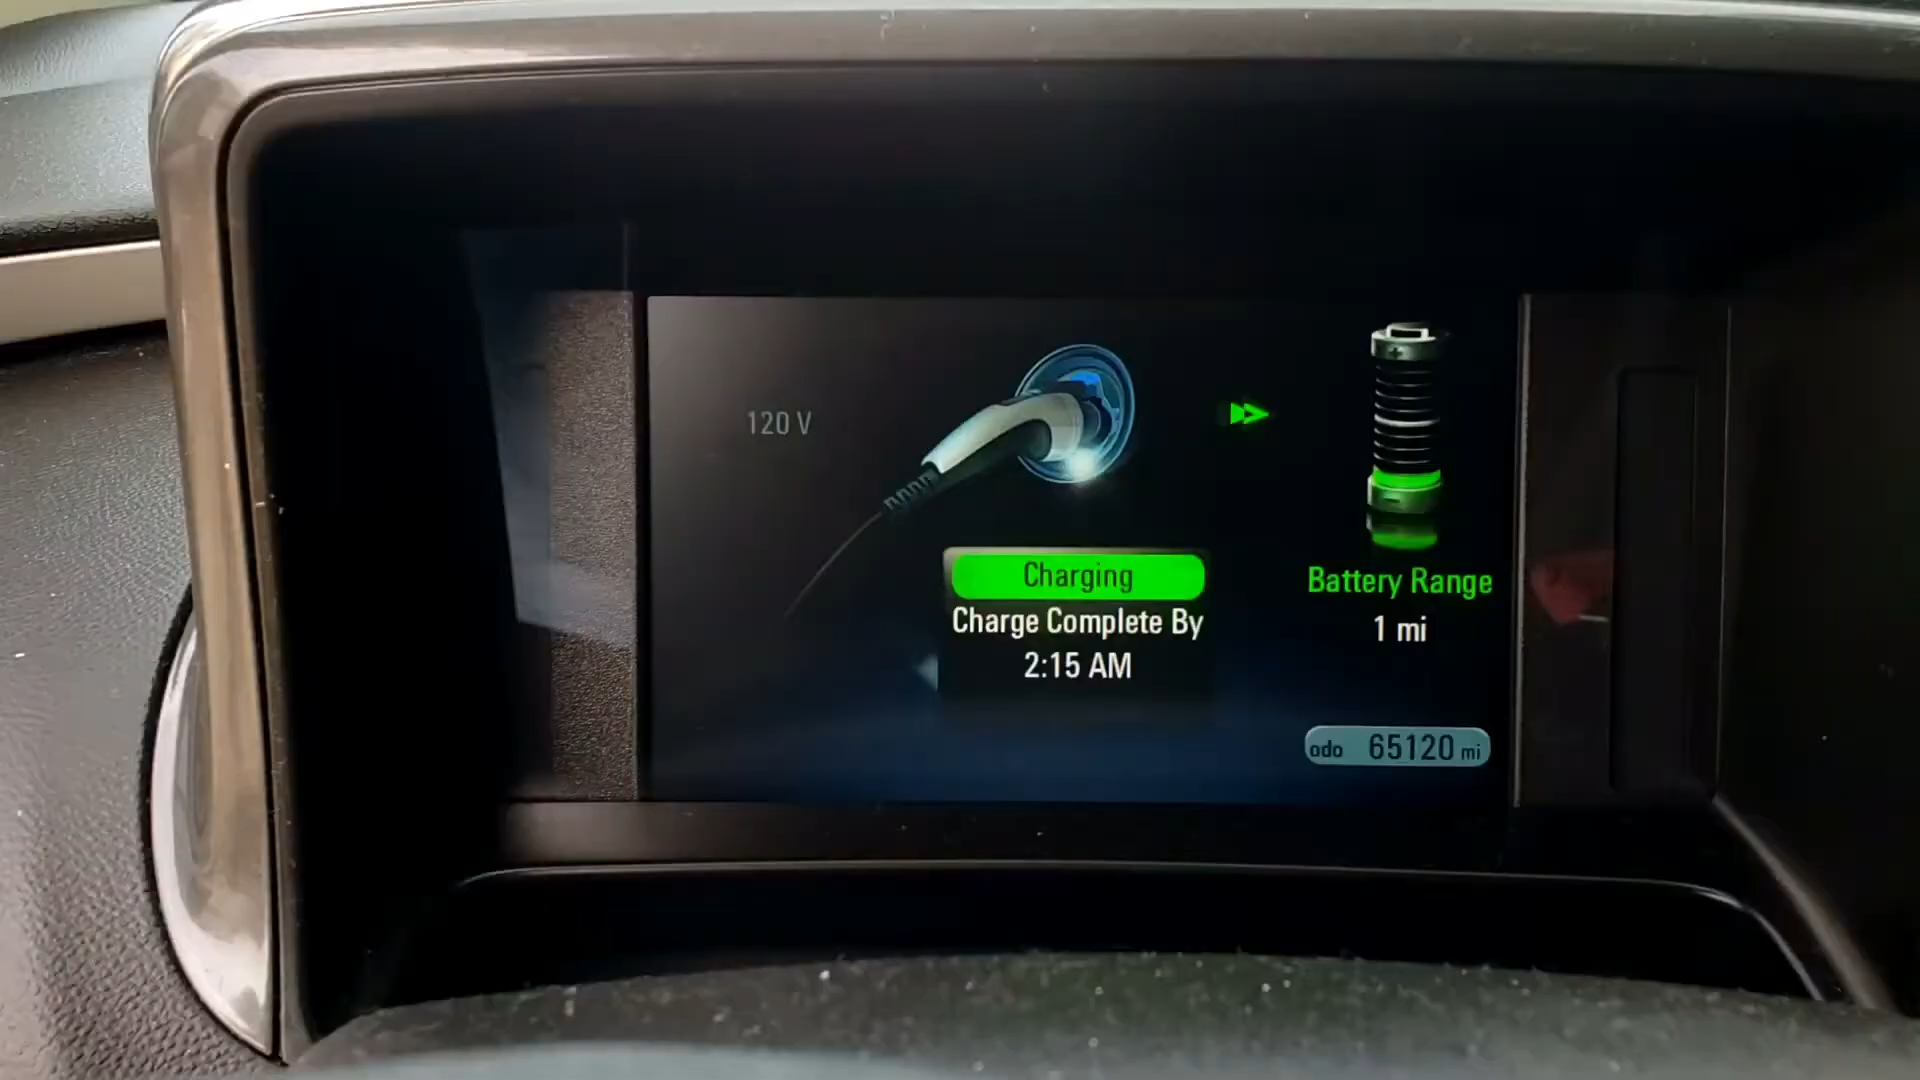 120 V
Charging
Charge Complete By
2:15 AM
Battery Range
1 mi
odo 65120 mi